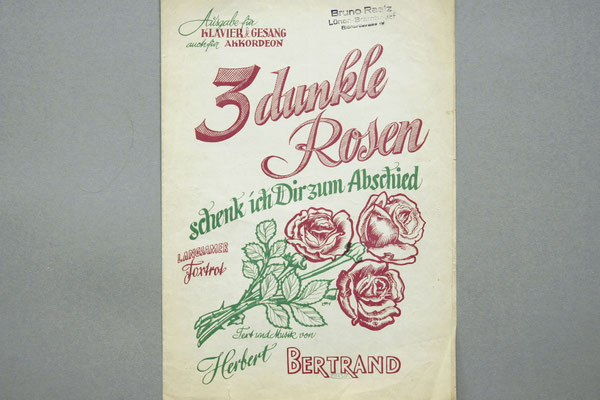 Ausgabe für
KLAVIER & GESANG
auch für AKKORDEON
Bruno
Lünen
3 dunkle
Rosen
schenk ich Dir zum Abschied
LANGSAMER
Foxtrot
Text und Musik von
Herbert BERTRAND